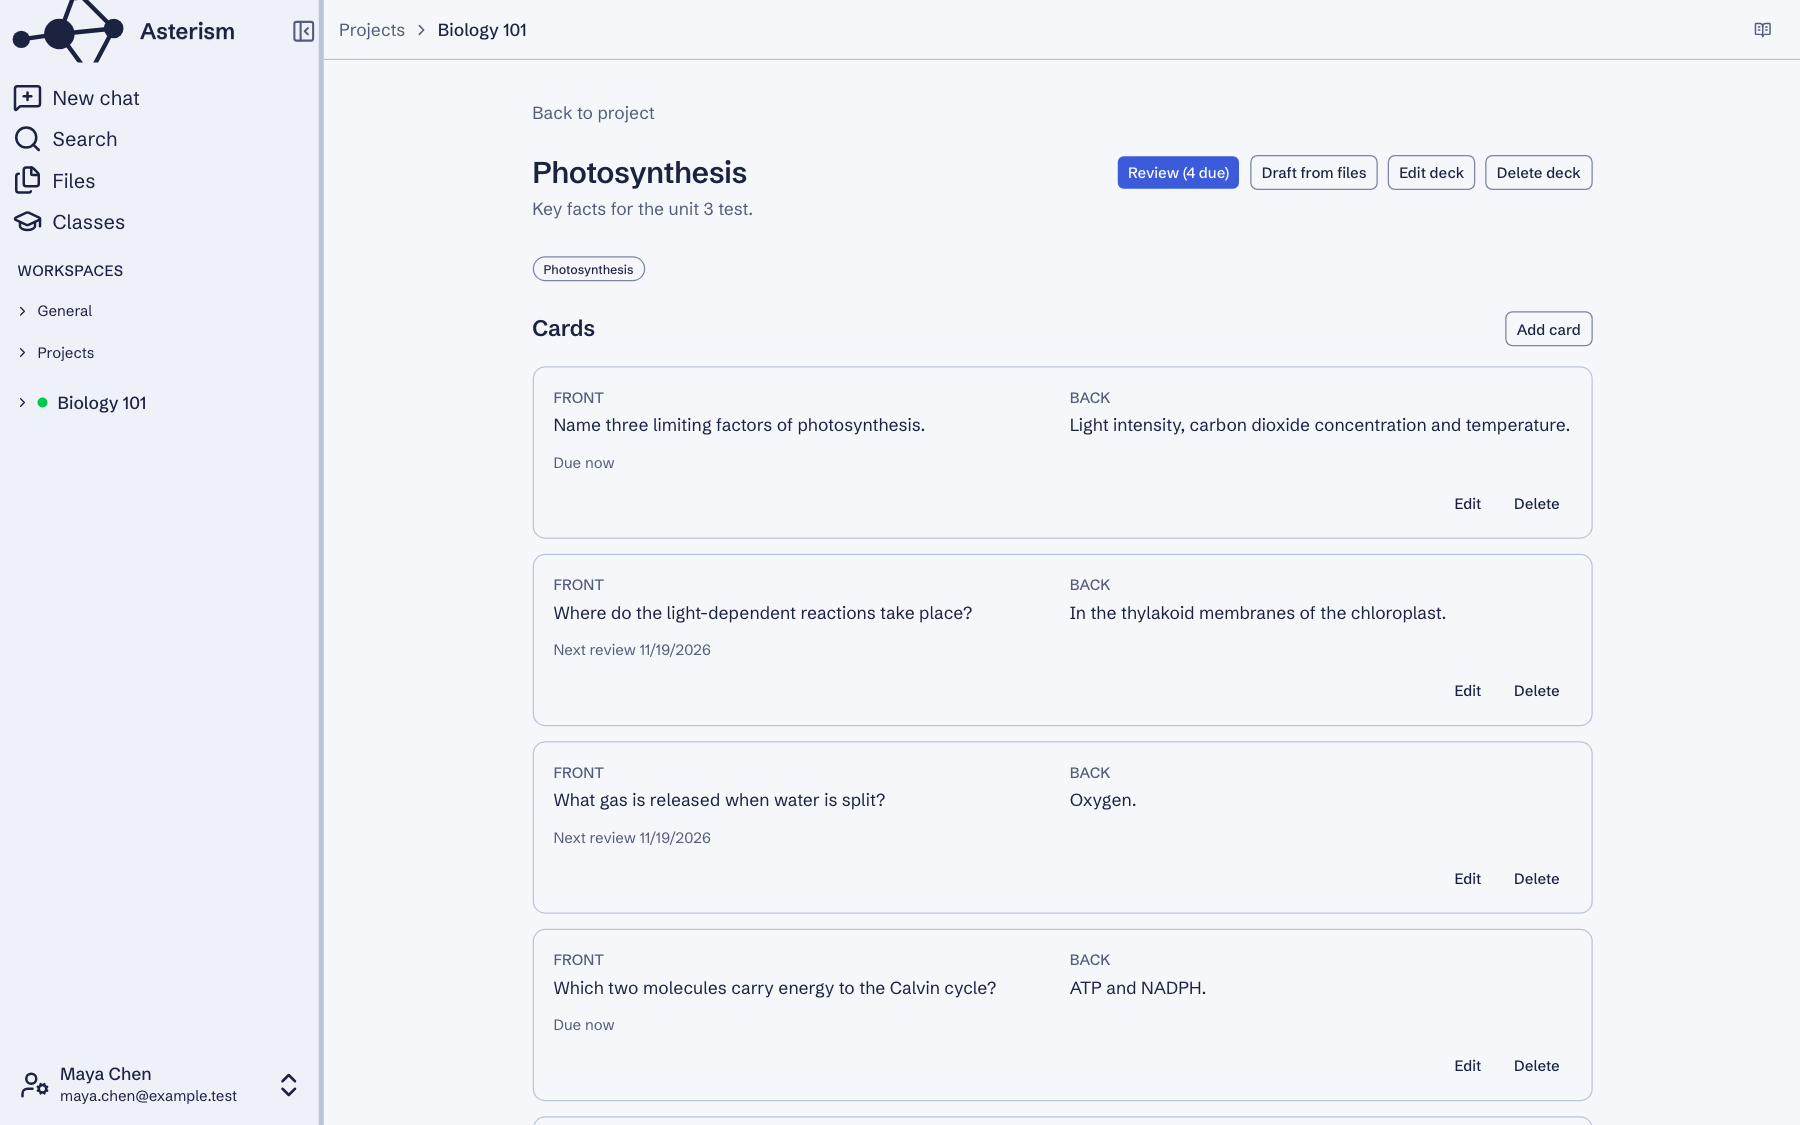 Asterism
New chat
Search
Files
Classes
WORKSPACES
General
Projects
Biology 101
Maya Chen
maya.chen@example.test
Projects > Biology 101
Back to project
Photosynthesis
Review (4 due)
Draft from files
Edit deck
Delete deck
Key facts for the unit 3 test.
Photosynthesis
Cards
Add card
FRONT
Name three limiting factors of photosynthesis.
Due now
BACK
Light intensity, carbon dioxide concentration and temperature.
Edit
Delete
FRONT
Where do the light-dependent reactions take place?
Next review 11/19/2026
BACK
In the thylakoid membranes of the chloroplast.
Edit
Delete
FRONT
What gas is released when water is split?
Next review 11/19/2026
BACK
Oxygen.
Edit
Delete
FRONT
Which two molecules carry energy to the Calvin cycle?
Due now
BACK
ATP and NADPH.
Edit
Delete